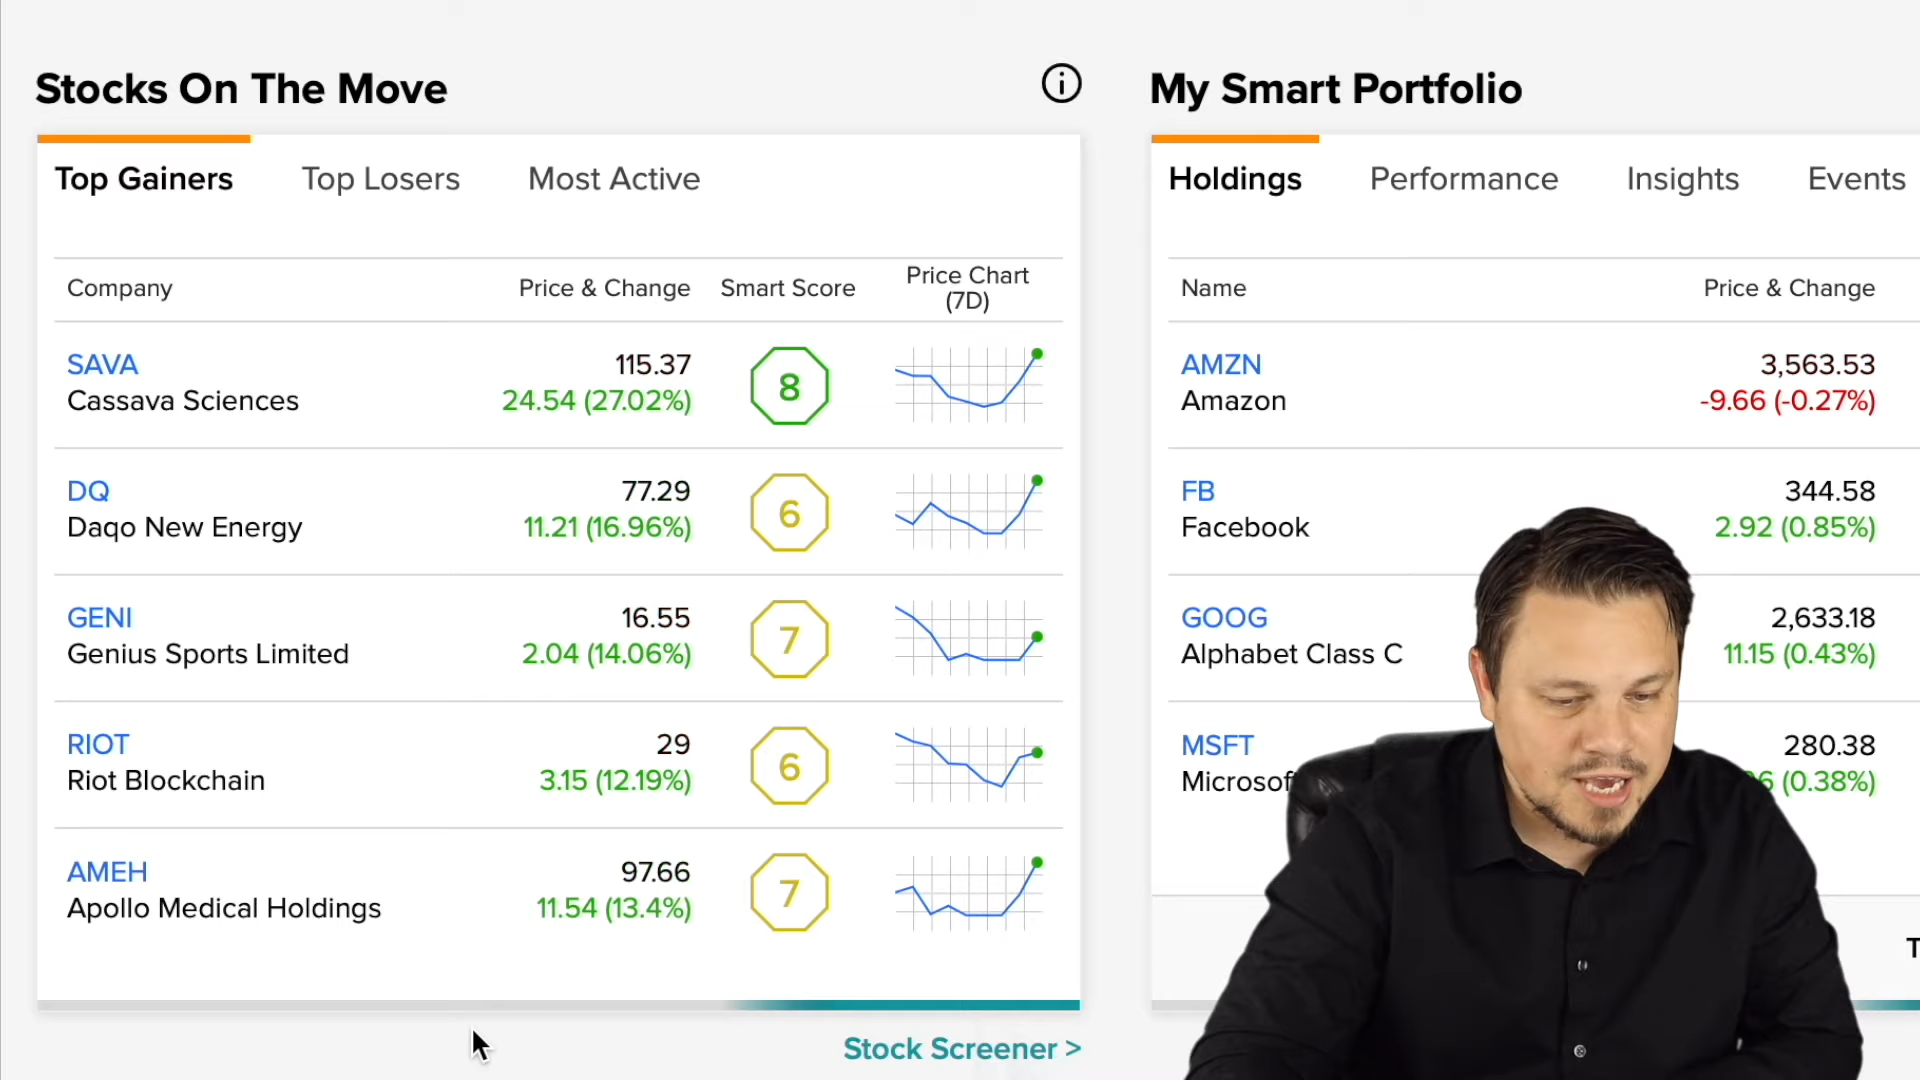 Stocks On The Move
Top Gainers Top Losers Most Active
Company Price & Change Smart Score Price Chart (7D)
SAVA 115.37
Cassava Sciences 24.54 (27.02%) 8
DQ 77.29
Daqo New Energy 11.21 (16.96%) 6
GENI 16.55
Genius Sports Limited 2.04 (14.06%) 7
RIOT 29
Riot Blockchain 3.15 (12.19%) 6
AMEH 97.66
Apollo Medical Holdings 11.54 (13.4%) 7
Stock Screener >
My Smart Portfolio
Holdings Performance Insights Events
Name Price & Change
AMZN 3,563.53
Amazon -9.66 (-0.27%)
FB 344.58
Facebook 2.92 (0.85%)
GOOG 2,633.18
Alphabet Class C 11.15 (0.43%)
MSFT 280.38
(0.38%)